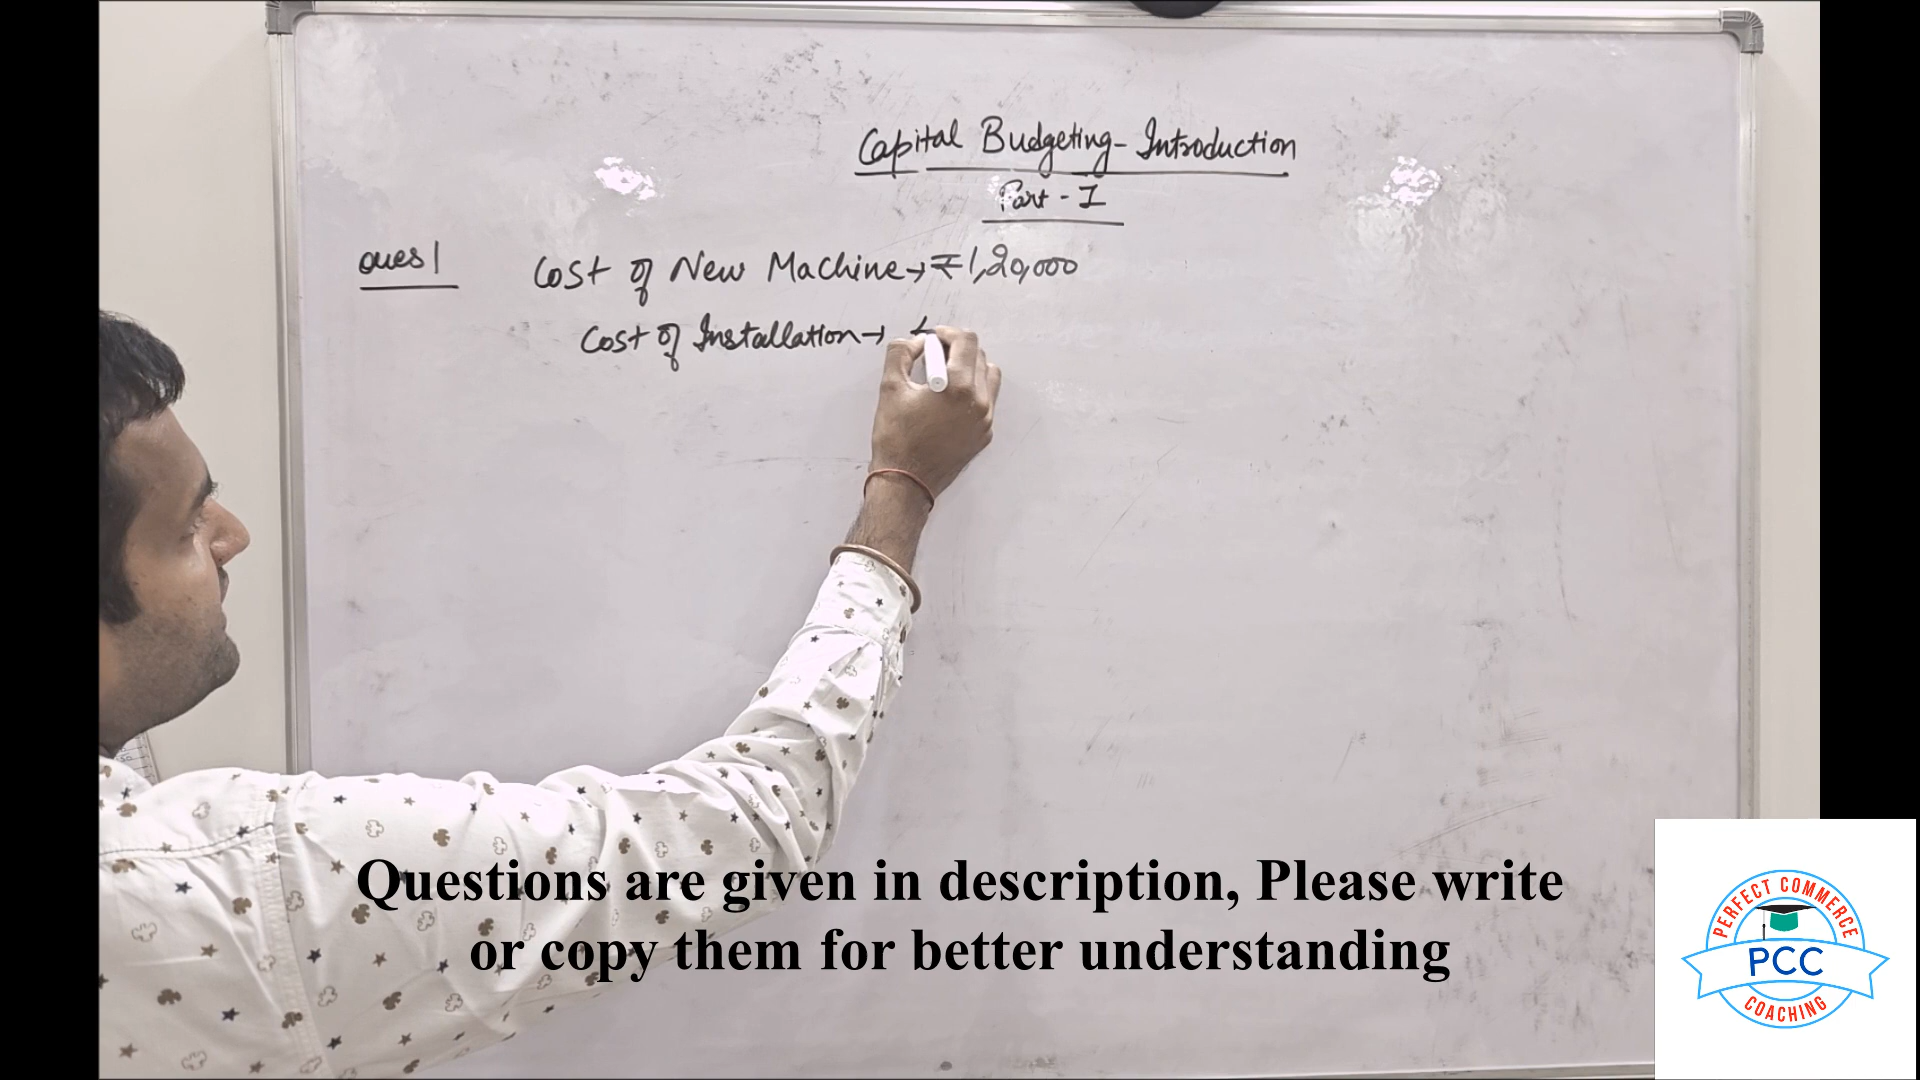 Capital Budgeting - Introduction
Part - I
Ques 1
Cost of New Machine → ₹1,20,000
Cost of Installation →
Questions are given in description, Please write
or copy them for better understanding
PERFECT COMMERCE
PCC
COACHING